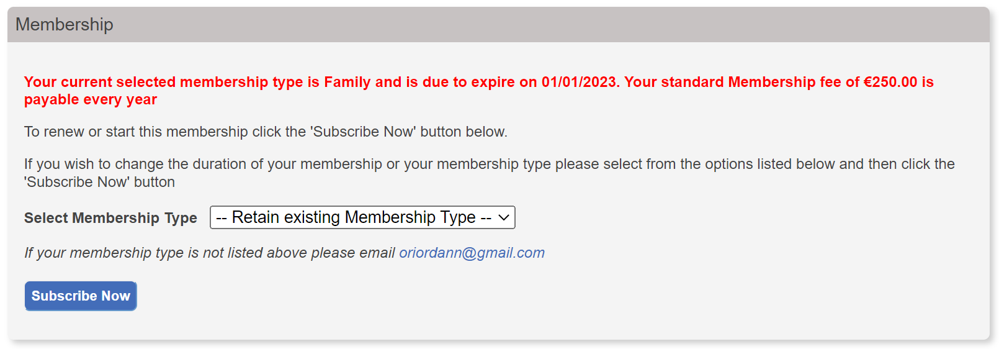 Membership
Your current selected membership type is Family and is due to expire on 01/01/2023. Your standard Membership fee of €250.00 is
payable every year
To renew or start this membership click the 'Subscribe Now' button below.
If you wish to change the duration of your membership or your membership type please select from the options listed below and then click the
'Subscribe Now' button
Select Membership Type -- Retain existing Membership Type --
If your membership type is not listed above please email oriordann@gmail.com
Subscribe Now